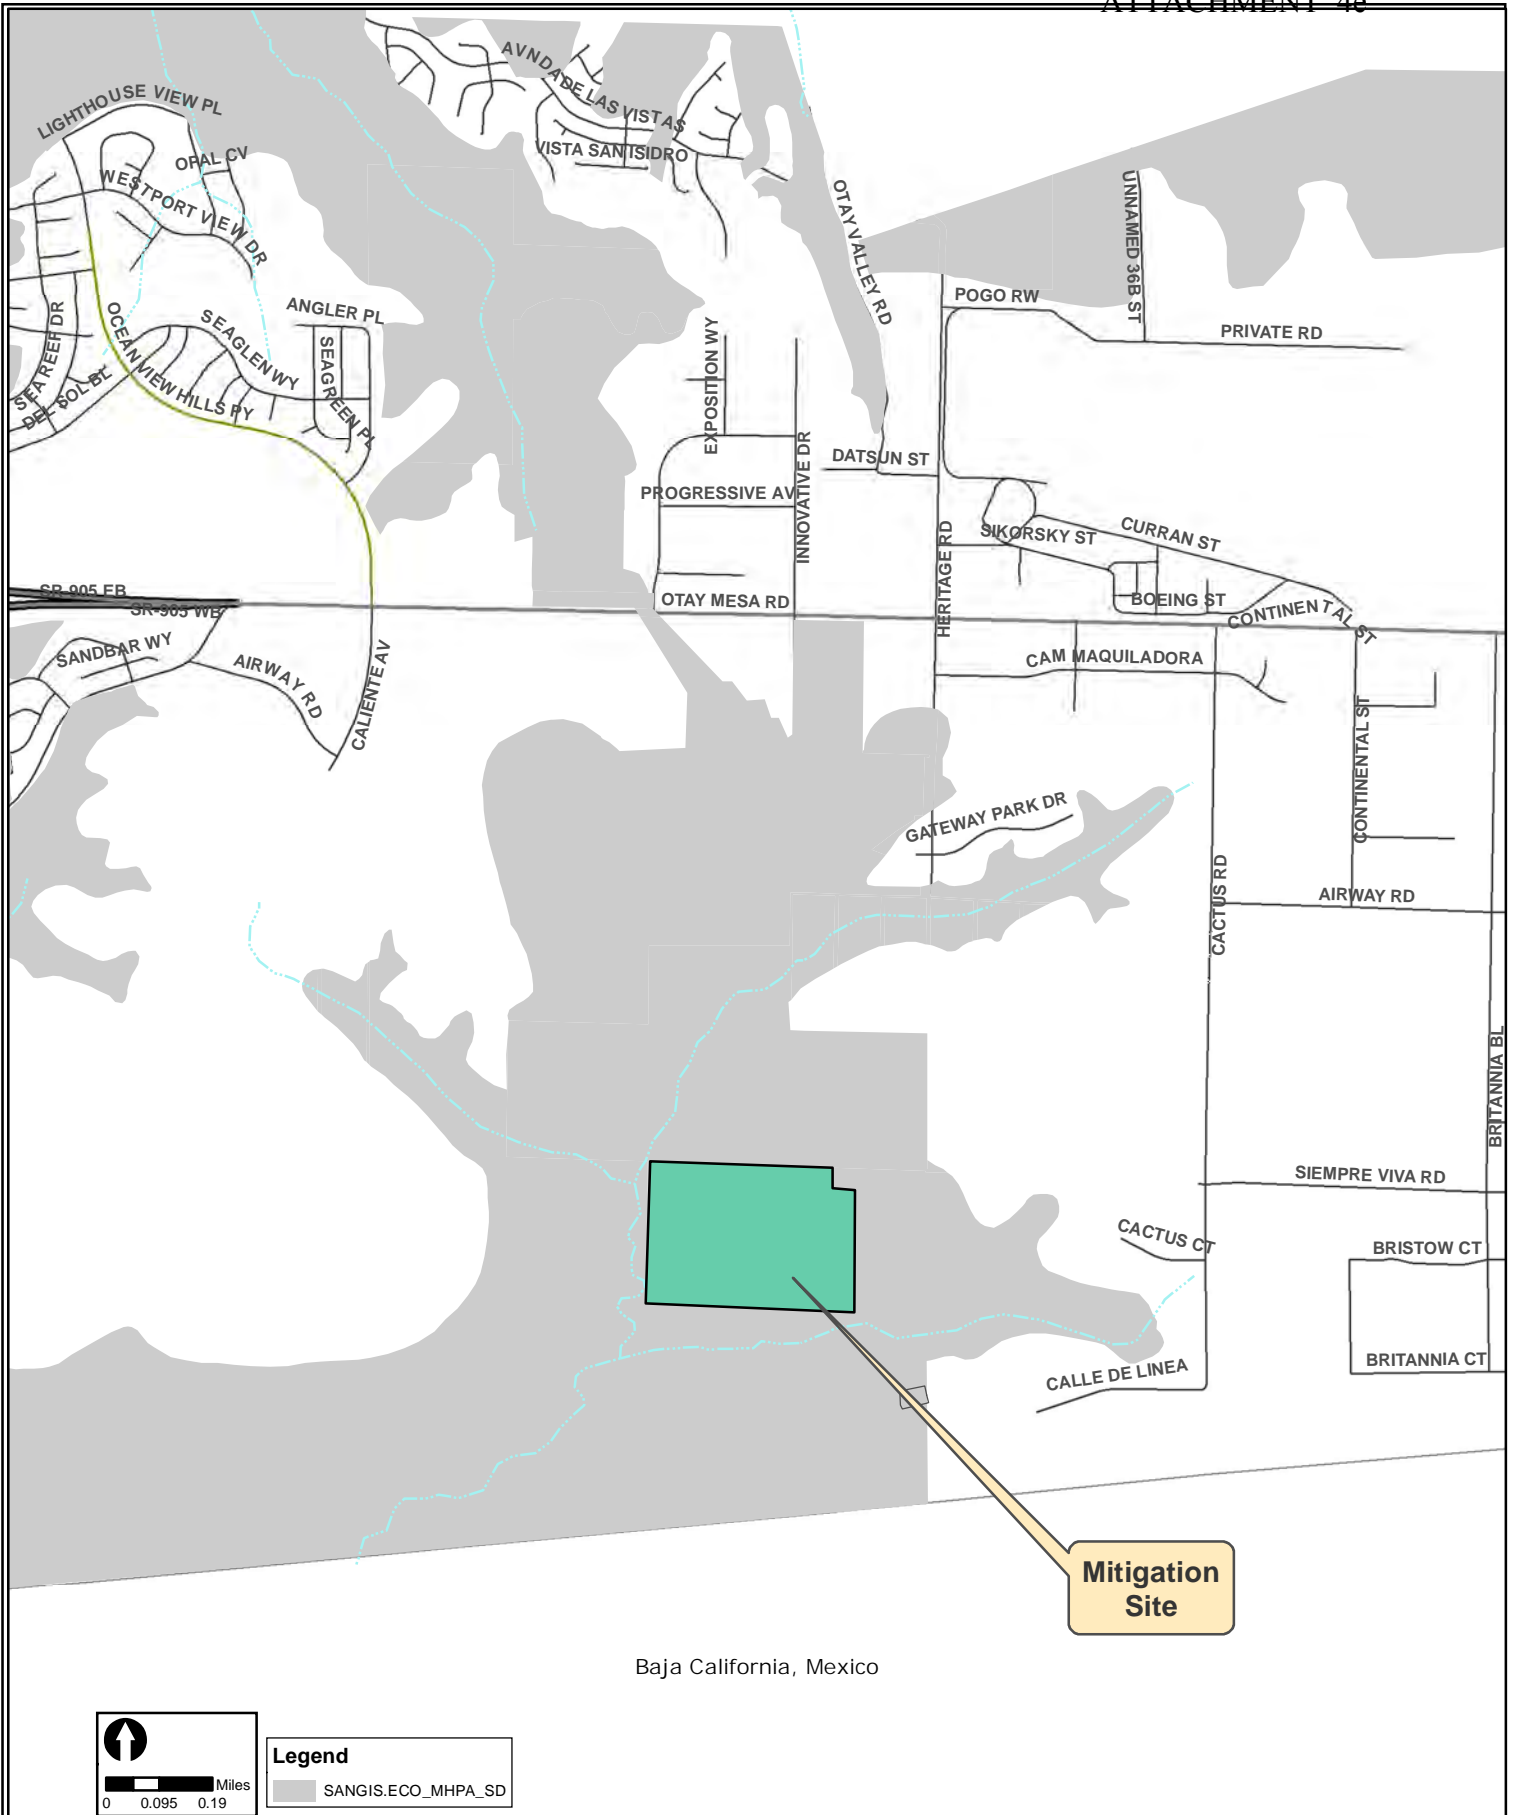 ATTACHMENT 4e
AVNDA DE LAS VISTAS
LIGHTHOUSE VIEW PL
OPAL CV
VISTA SAN ISIDRO
WESTPORT VIEW DR
OTAY VALLEY RD
UNNAMED 36B ST
POGO RW
PRIVATE RD
ANGLER PL
SEAGLEN WY
OCEAN VIEW HILLS PY
SEA REEF DR
DEL SOL BL
SEAGREEN PL
EXPOSITION WY
INNOVATIVE DR
DATSUN ST
PROGRESSIVE AV
HERITAGE RD
SIKORSKY ST
CURRAN ST
SR-905 EB
SR-905 WB
OTAY MESA RD
BOEING ST
CONTINENTAL ST
SANDBAR WY
AIRWAY RD
CALIENTE AV
CAM MAQUILADORA
CONTINENTAL ST
GATEWAY PARK DR
CACTUS RD
AIRWAY RD
BRITANNIA BL
SIEMPRE VIVA RD
CACTUS CT
BRISTOW CT
CALLE DE LINEA
BRITANNIA CT
Mitigation
Site
Baja California, Mexico
Legend
SANGIS.ECO_MHPA_SD
Miles
0 0.095 0.19